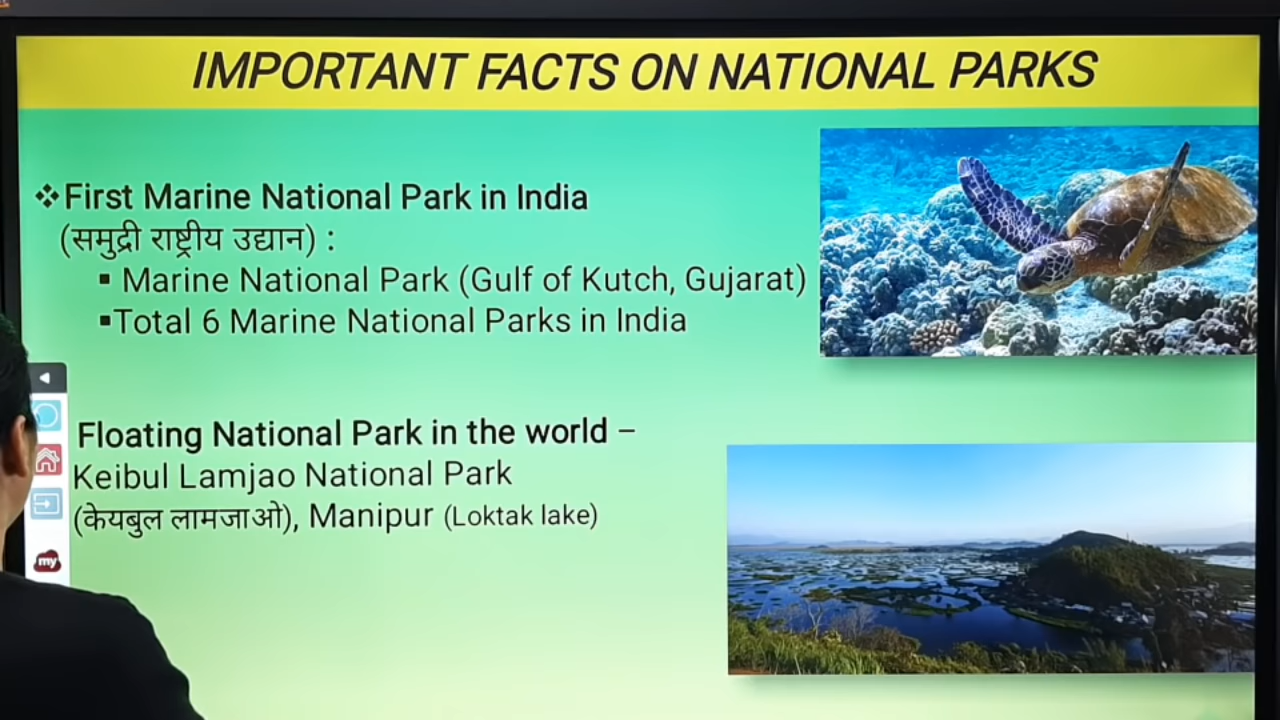 IMPORTANT FACTS ON NATIONAL PARKS
❖First Marine National Park in India
(समुद्री राष्ट्रीय उद्यान) :
▪ Marine National Park (Gulf of Kutch, Gujarat)
▪Total 6 Marine National Parks in India
Floating National Park in the world –
Keibul Lamjao National Park
(केयबुल लामजाओ), Manipur (Loktak lake)
my